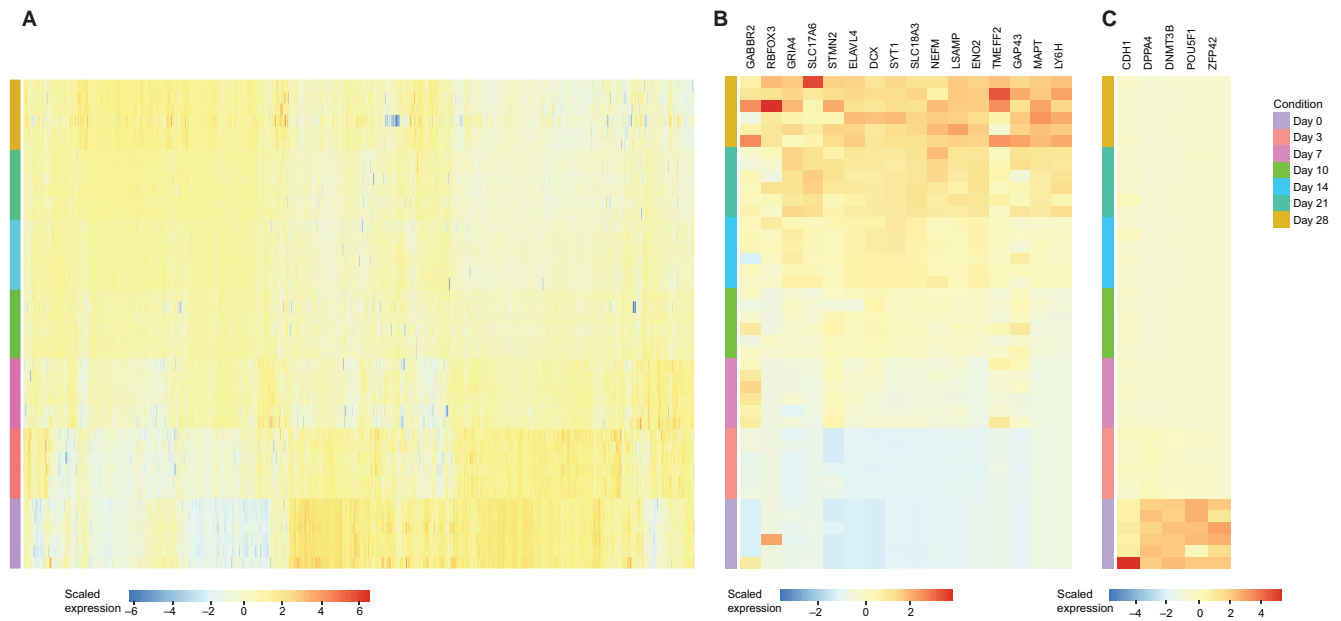 A
B
C
GABBR2
RBFOX3
GRIA4
SLC17A6
STMN2
ELAVL4
DCX
SYT1
SLC18A3
NEFM
LSAMP
ENO2
TMEFF2
GAP43
MAPT
LY6H
CDH1
DPPA4
DNMT3B
POU5F1
ZFP42
Condition
Day 0
Day 3
Day 7
Day 10
Day 14
Day 21
Day 28
Scaled
expression
−6 −2 0 2 4 6
Scaled
expression
−2 0 2
Scaled
expression
−2 0 2 4